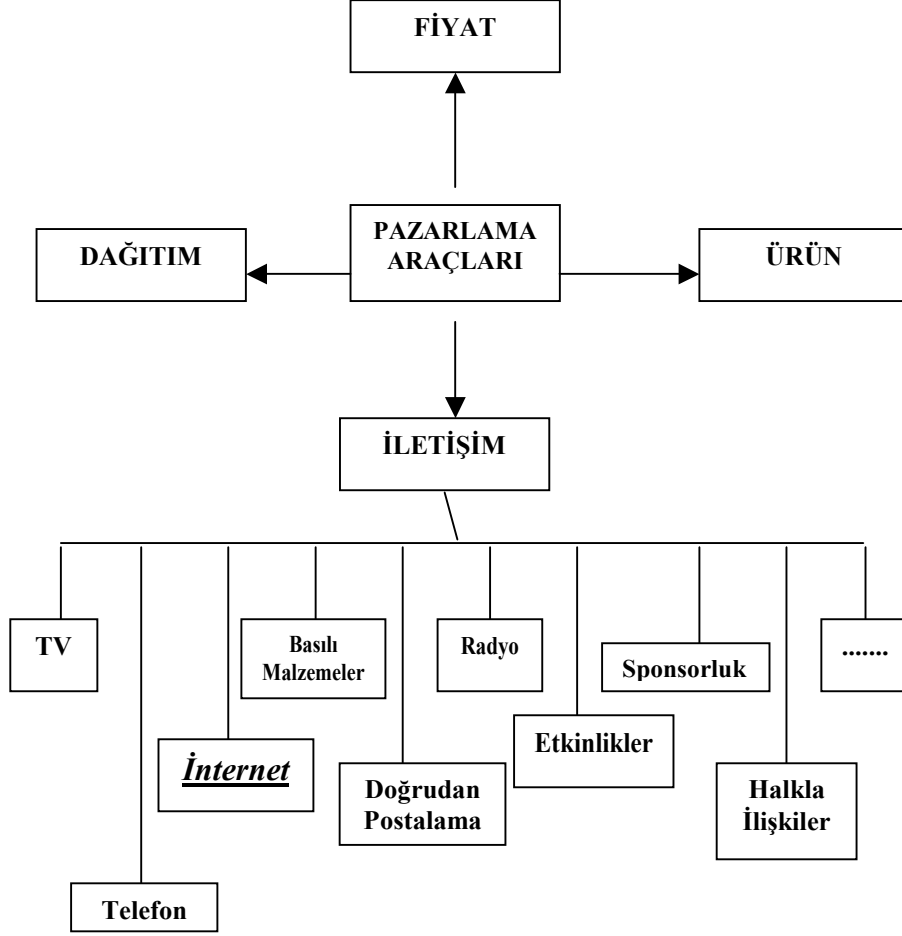 FİYAT
PAZARLAMA
ARAÇLARI
DAĞITIM
ÜRÜN
İLETİŞİM
TV
Basılı
Malzemeler
Radyo
Sponsorluk
.......
İnternet
Doğrudan
Postalama
Etkinlikler
Halkla
İlişkiler
Telefon